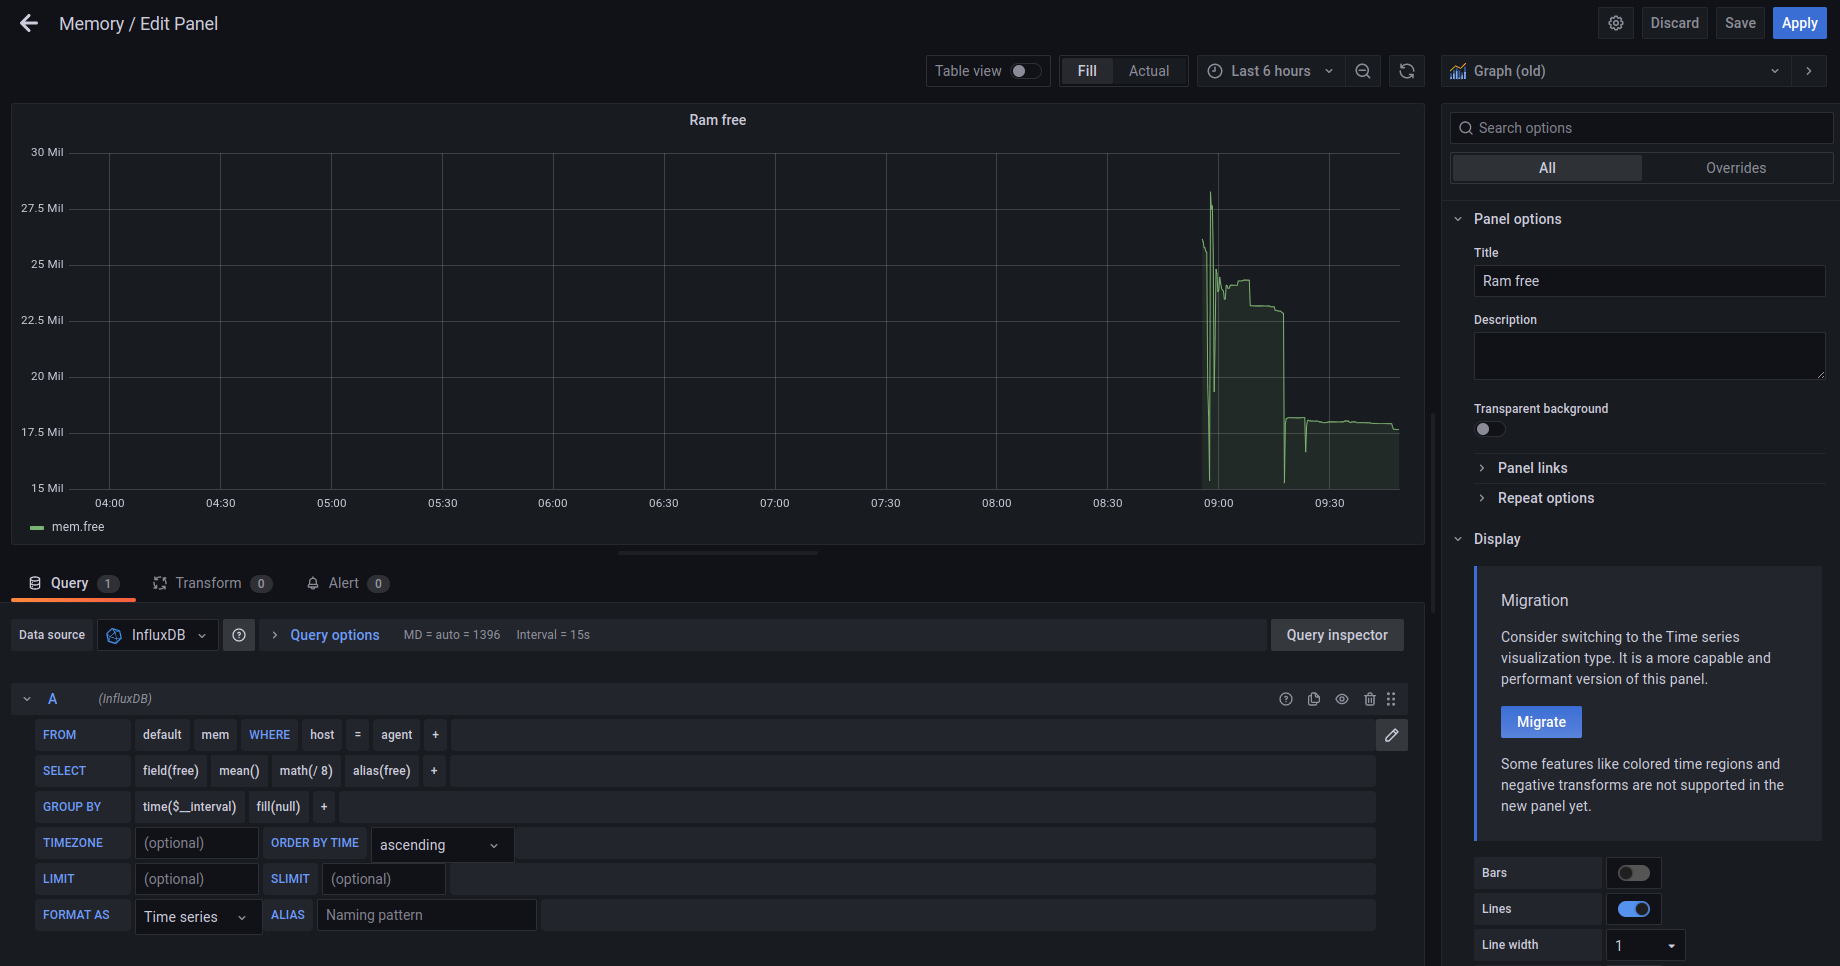 Memory / Edit Panel
Discard
Save
Apply
Table view
Fill
Actual
Last 6 hours
Graph (old)
Ram free
30 Mil
27.5 Mil
25 Mil
22.5 Mil
20 Mil
17.5 Mil
15 Mil
04:00
04:30
05:00
05:30
06:00
06:30
07:00
07:30
08:00
08:30
09:00
09:30
mem.free
Search options
All
Overrides
Panel options
Title
Ram free
Description
Transparent background
Panel links
Repeat options
Display
Migration
Consider switching to the Time series
visualization type. It is a more capable and
performant version of this panel.
Migrate
Some features like colored time regions and
negative transforms are not supported in the
new panel yet.
Bars
Lines
Line width
1
Query 1
Transform 0
Alert 0
Data source
InfluxDB
Query options
MD = auto = 1396
Interval = 15s
Query inspector
A
(InfluxDB)
FROM default mem WHERE host = agent +
SELECT field(free) mean() math(/ 8) alias(free) +
GROUP BY time($__interval) fill(null) +
TIMEZONE (optional) ORDER BY TIME ascending
LIMIT (optional) SLIMIT (optional)
FORMAT AS Time series ALIAS Naming pattern